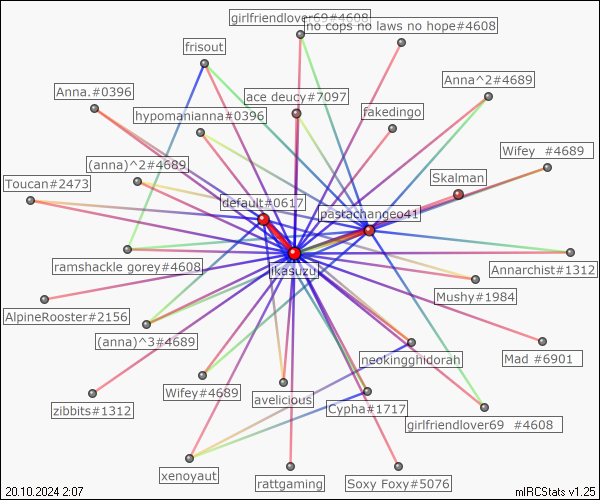 girlfriendlover69#4608
no cops no laws no hope#4608
frisout
Anna.#0396
ace deucy#7097
Anna^2#4689
hypomanianna#0396
fakedingo
Wifey #4689
(anna)^2#4689
Skalman
Toucan#2473
default#0617
pastachangeo41
ramshackle gorey#4608
ikasuzu
Annarchist#1312
Mushy#1984
AlpineRooster#2156
(anna)^3#4689
neokingghidorah
Mad #6901
Wifey#4689
avelicious
zibbits#1312
Cypha#1717
girlfriendlover69 #4608
xenoyaut
rattgaming
Soxy Foxy#5076
20.10.2024 2:07
mIRCStats v1.25